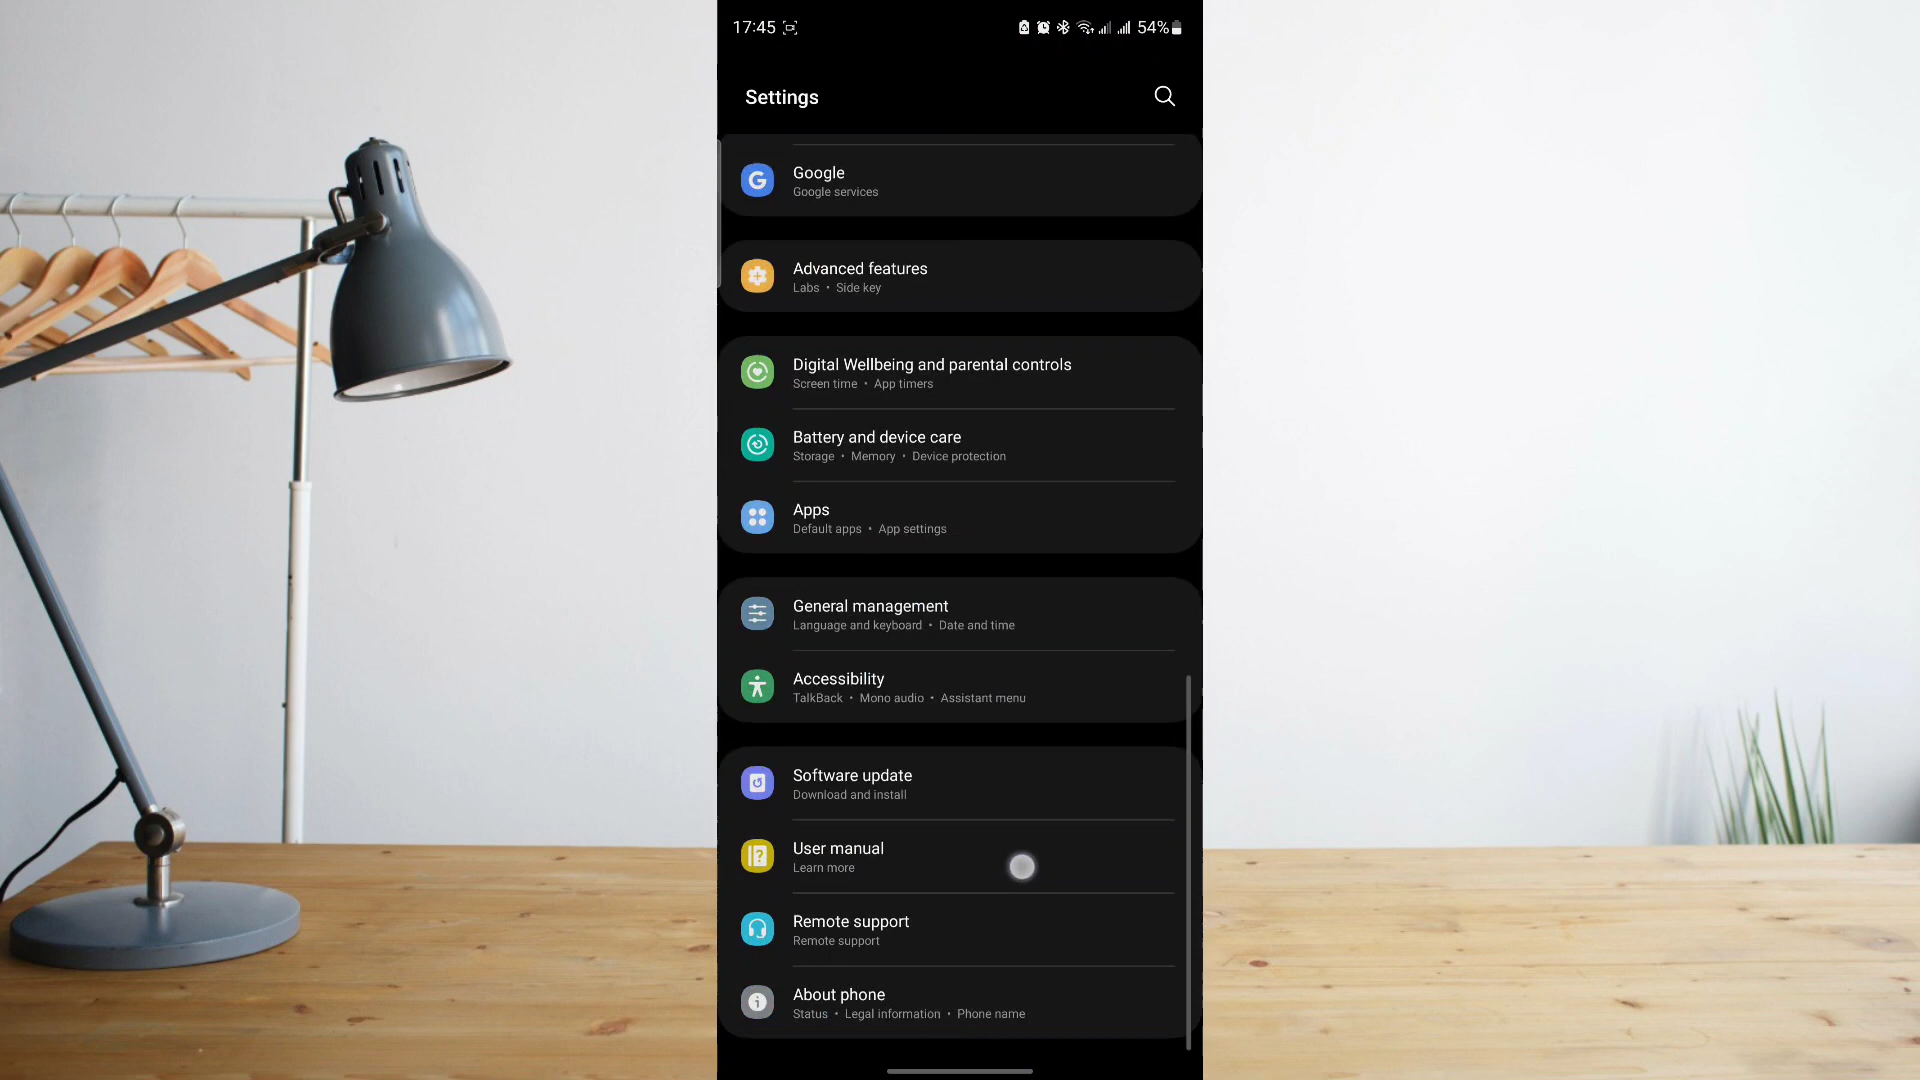 17:45 54%
Settings
Google
Google services
Advanced features
Labs • Side key
Digital Wellbeing and parental controls
Screen time • App timers
Battery and device care
Storage • Memory • Device protection
Apps
Default apps • App settings
General management
Language and keyboard • Date and time
Accessibility
TalkBack • Mono audio • Assistant menu
Software update
Download and install
User manual
Learn more
Remote support
Remote support
About phone
Status • Legal information • Phone name